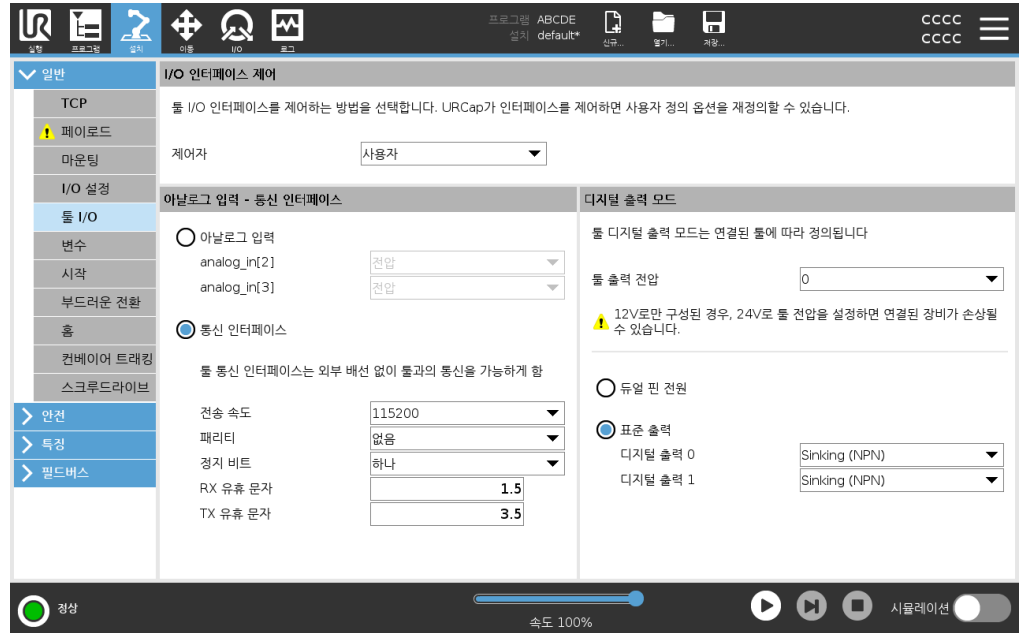 UR
실행
프로그램
설치
이동
I/O
로그
프로그램 ABCDE
설치 default*
신규...
열기...
저장...
CCCC
CCCC
일반
TCP
페이로드
마운팅
I/O 설정
툴 I/O
변수
시작
부드러운 전환
홈
컨베이어 트래킹
스크루드라이브
안전
특징
필드버스
I/O 인터페이스 제어
툴 I/O 인터페이스를 제어하는 방법을 선택합니다. URCap가 인터페이스를 제어하면 사용자 정의 옵션을 재정의할 수 있습니다.
제어자 사용자
아날로그 입력 - 통신 인터페이스
아날로그 입력
analog_in[2] 전압
analog_in[3] 전압
통신 인터페이스
툴 통신 인터페이스는 외부 배선 없이 툴과의 통신을 가능하게 함
전송 속도 115200
패리티 없음
정지 비트 하나
RX 유휴 문자 1.5
TX 유휴 문자 3.5
디지털 출력 모드
툴 디지털 출력 모드는 연결된 툴에 따라 정의됩니다
툴 출력 전압 0
12V로만 구성된 경우, 24V로 툴 전압을 설정하면 연결된 장비가 손상될
수 있습니다.
듀얼 핀 전원
표준 출력
디지털 출력 0 Sinking (NPN)
디지털 출력 1 Sinking (NPN)
정상
속도 100%
시뮬레이션